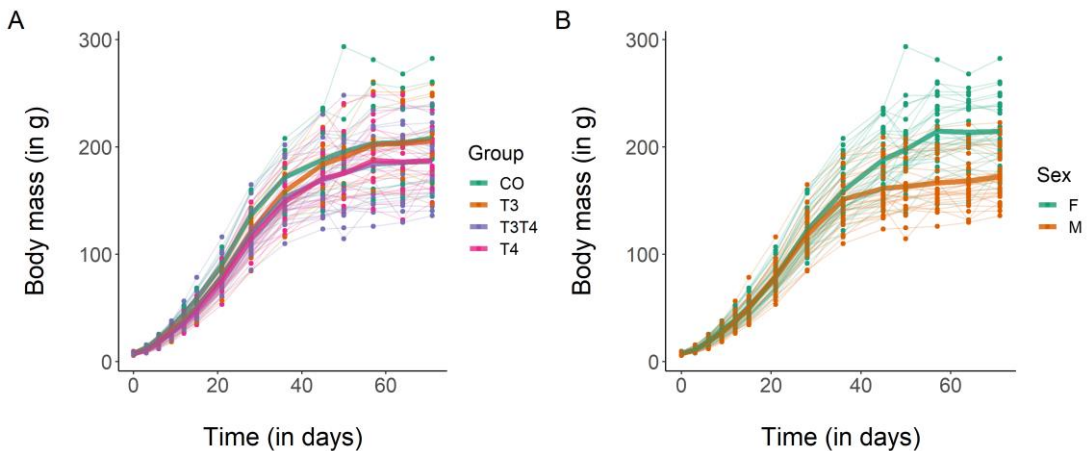 A
Body mass (in g)
300
200
100
0
0
20
40
60
Time (in days)
Group
CO
T3
T3T4
T4
B
Body mass (in g)
300
200
100
0
0
20
40
60
Time (in days)
Sex
F
M